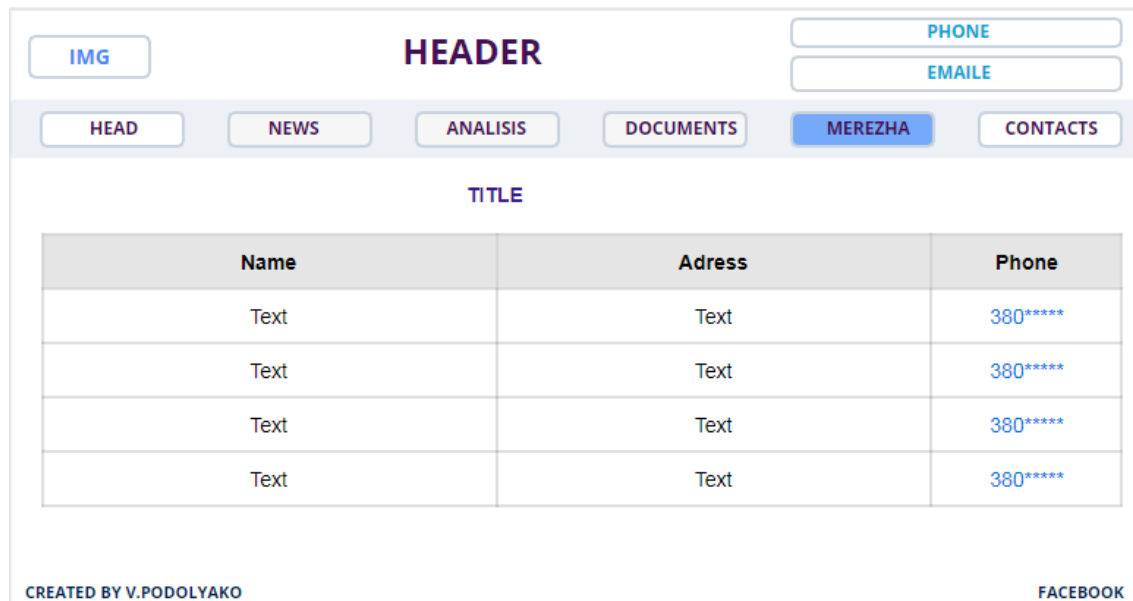 IMG
HEADER
PHONE
EMAILE
HEAD NEWS ANALISIS DOCUMENTS MEREZHA CONTACTS
TITLE
Name Adress Phone
Text Text 380*****
Text Text 380*****
Text Text 380*****
Text Text 380*****
CREATED BY V.PODOLYAKO FACEBOOK